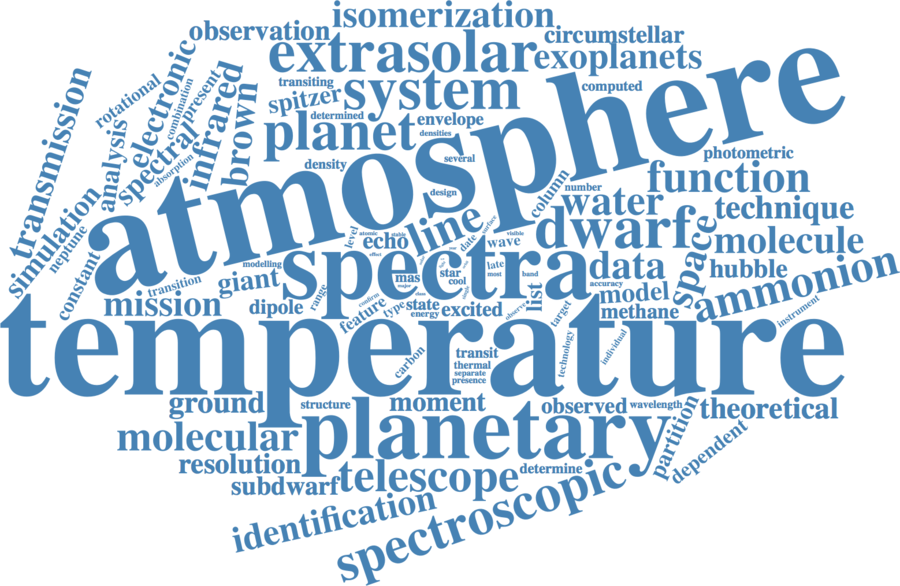 isomerization
observation
circumstellar
extrasolar
exoplanets
transiting
spitzer
system
computed
atmosphere
determined
planet
envelope
densities
rotational
combination
present
electronic
infrared
brown
transmission
analysis
spectral
absorption
density
several
photometric
function
design
column
number
water
technique
simulation
neptune
constant
level
atomic
stable
effect
echo
line
surface
date
wave
visible
dwarf
space
molecule
modelling
giant
spectra
data
hubble
mas
star
cool
late
most
band
accuracy
model
ammonion
transition
mission
dipole
range
confirm
feature
type
state
energy
excited
observe
list
target
methane
instrument
temperature
carbon
transit
thermal
separate
presence
technology
individual
ground
structure
moment
observed
wavelength
theoretical
molecular
planetary
partition
dependent
resolution
subdwarf
telescope
determine
identification
spectroscopic